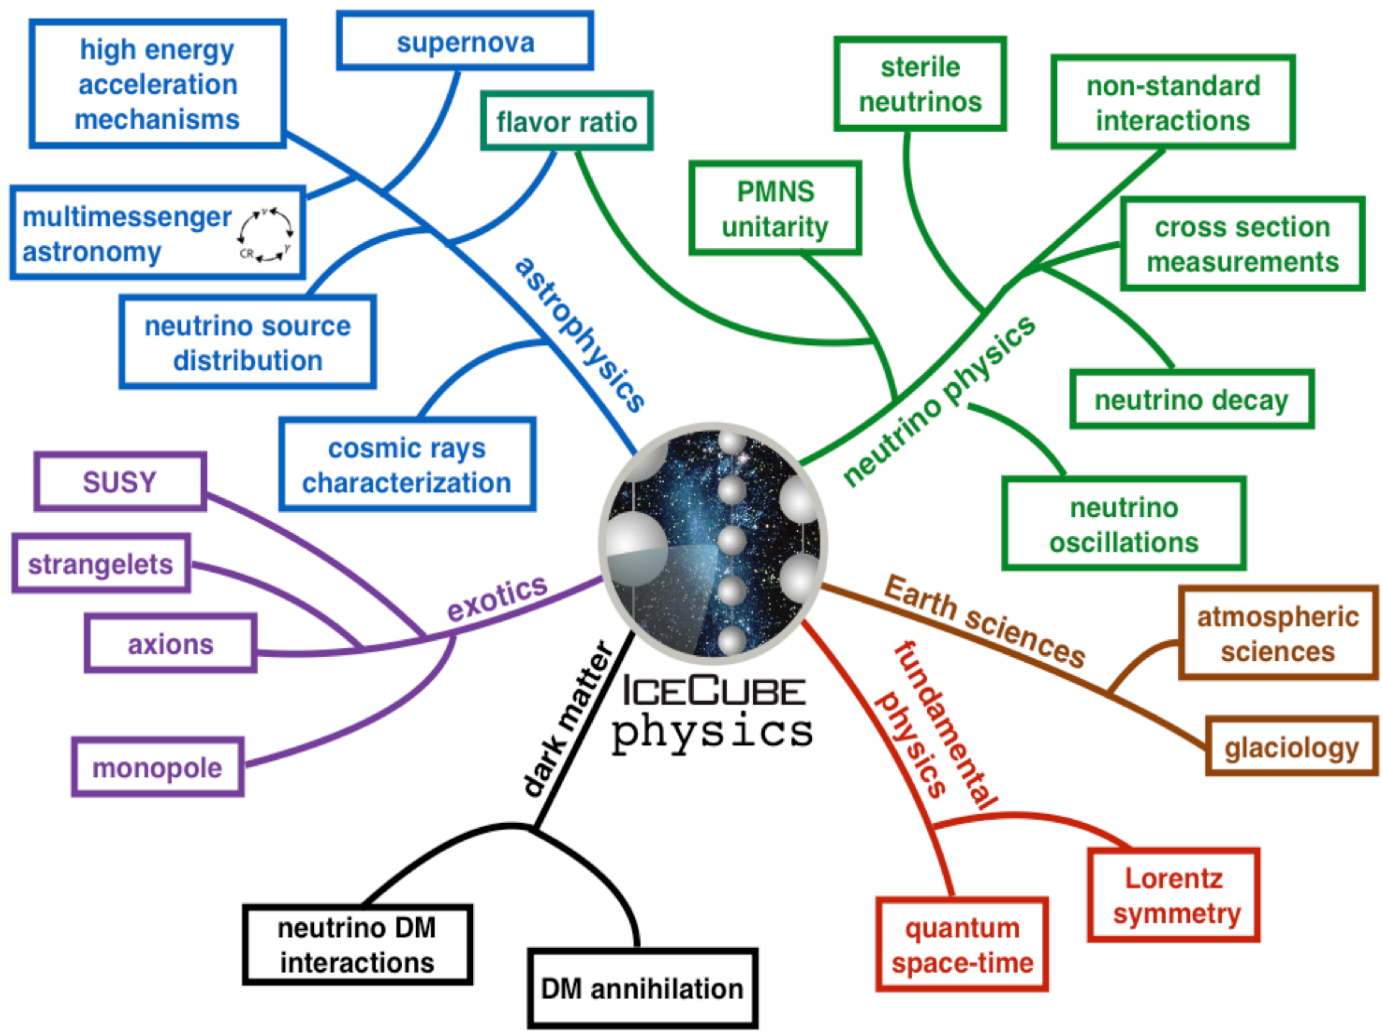 high energy
acceleration
mechanisms
supernova
flavor ratio
sterile
neutrinos
non-standard
interactions
PMNS
unitarity
multimessenger
astronomy
ν
CR
γ
cross section
measurements
neutrino source
distribution
astrophysics
neutrino physics
neutrino decay
cosmic rays
characterization
SUSY
neutrino
oscillations
strangelets
exotics
Earth sciences
axions
atmospheric
sciences
dark matter
ICECUBE
physics
fundamental
physics
monopole
glaciology
Lorentz
symmetry
neutrino DM
interactions
DM annihilation
quantum
space-time